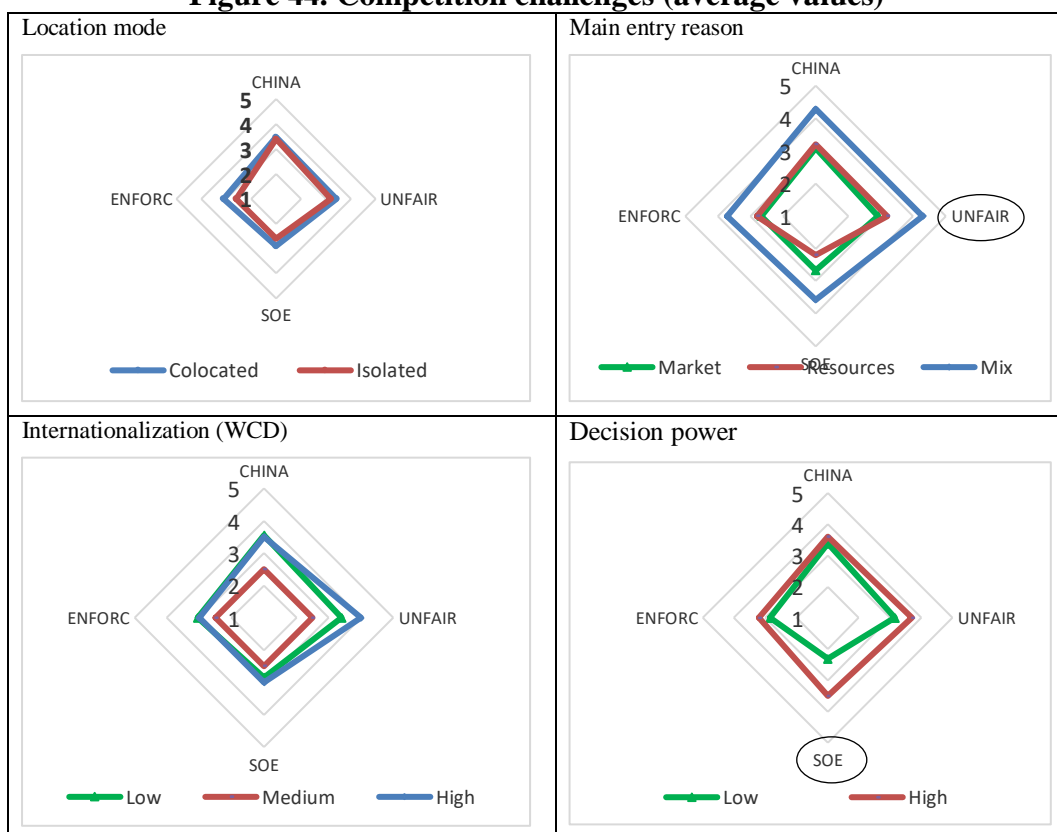 Figure 44: Competition challenges (average values)
Location mode
CHINA
5
4
3
2
1
ENFORC
UNFAIR
SOE
Colocated
Isolated
Main entry reason
CHINA
5
4
3
2
1
ENFORC
UNFAIR
SOE
Market
Resources
Mix
Internationalization (WCD)
CHINA
5
4
3
2
1
ENFORC
UNFAIR
SOE
Low
Medium
High
Decision power
CHINA
5
4
3
2
1
ENFORC
UNFAIR
SOE
Low
High